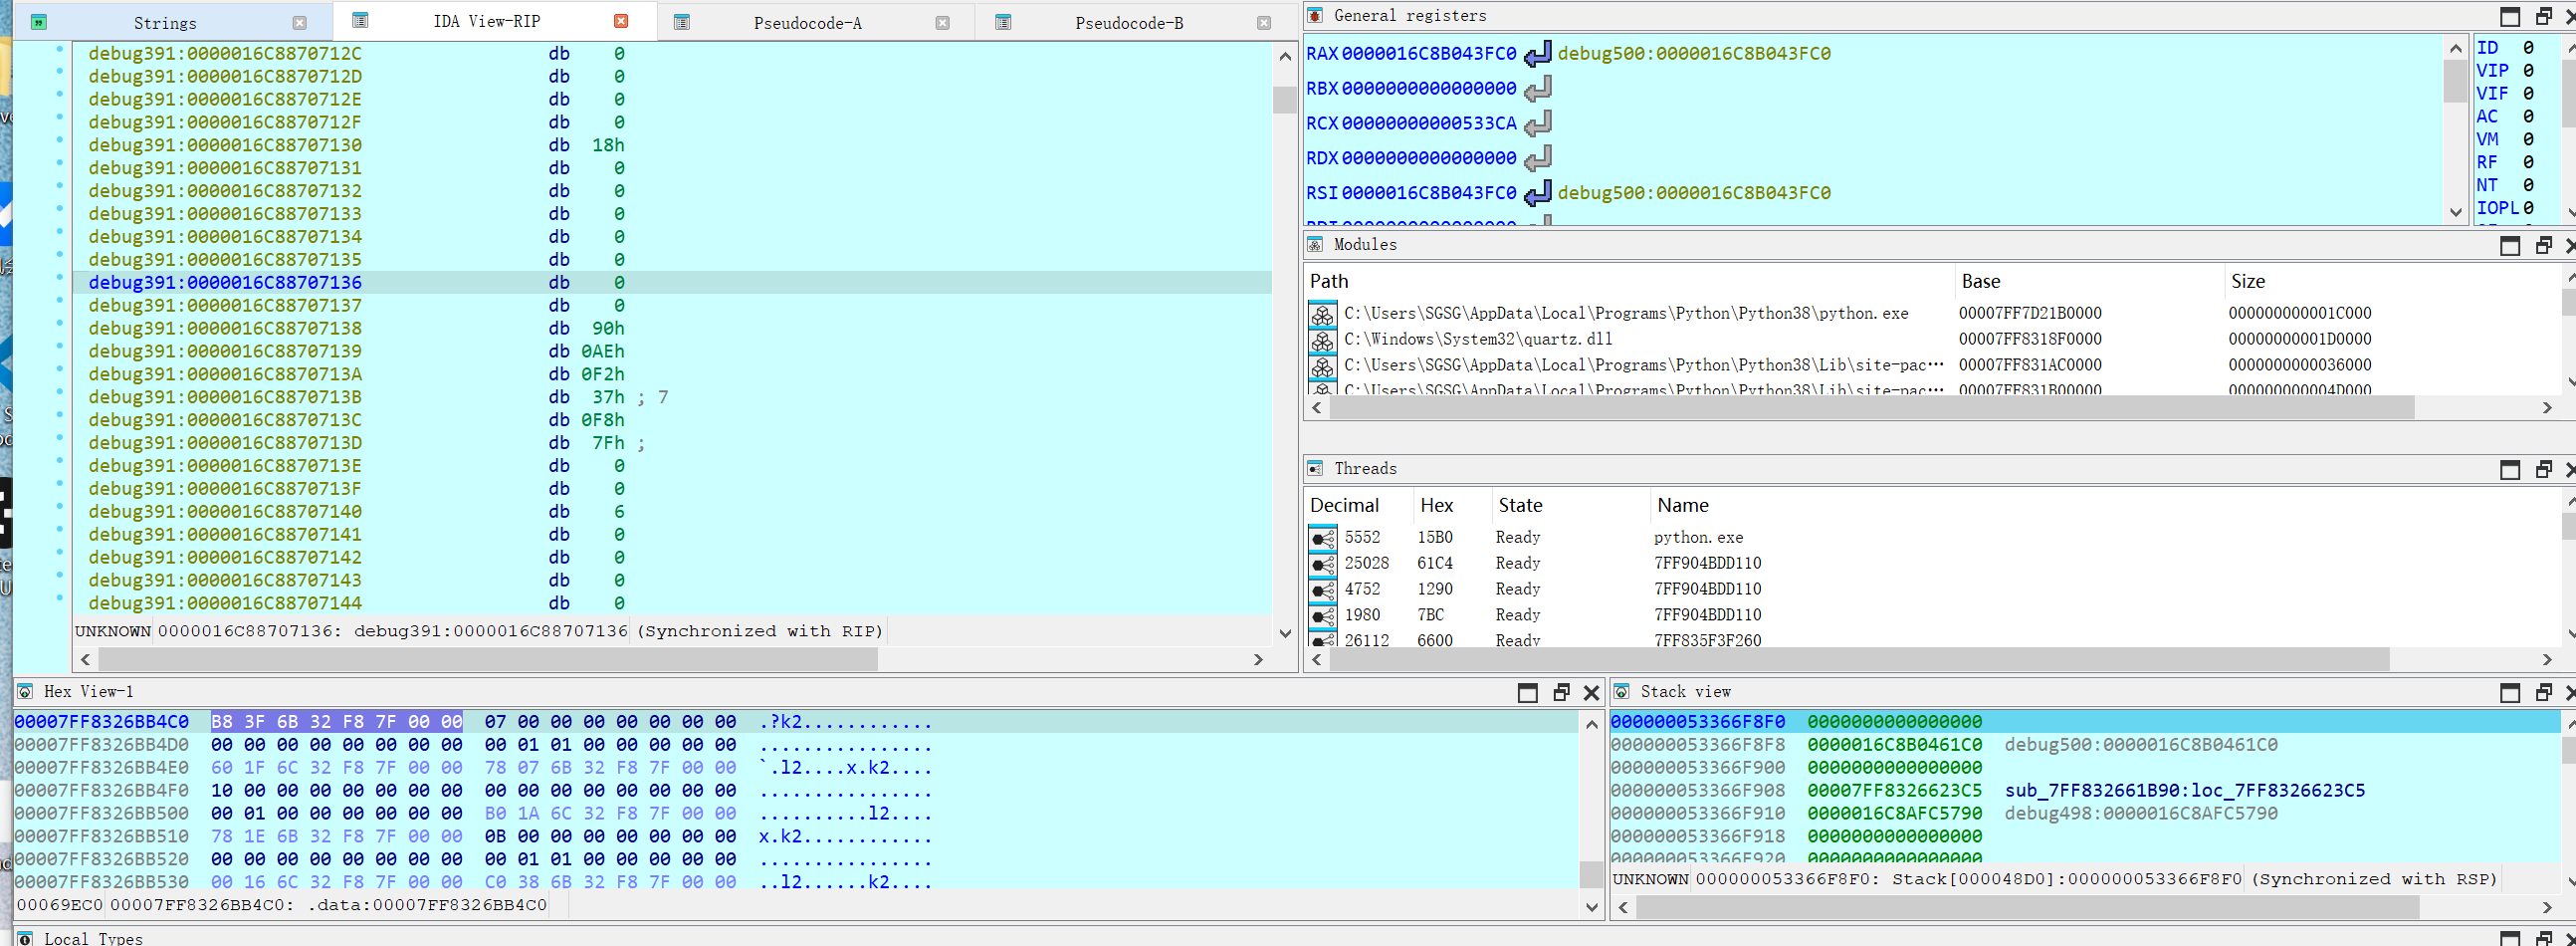 Strings
IDA View-RIP
Pseudocode-A
Pseudocode-B
debug391:0000016C8870712C db 0
debug391:0000016C8870712D db 0
debug391:0000016C8870712E db 0
debug391:0000016C8870712F db 0
debug391:0000016C88707130 db 18h
debug391:0000016C88707131 db 0
debug391:0000016C88707132 db 0
debug391:0000016C88707133 db 0
debug391:0000016C88707134 db 0
debug391:0000016C88707135 db 0
debug391:0000016C88707136 db 0
debug391:0000016C88707137 db 0
debug391:0000016C88707138 db 90h
debug391:0000016C88707139 db 0AEh
debug391:0000016C8870713A db 0F2h
debug391:0000016C8870713B db 37h ; 7
debug391:0000016C8870713C db 0F8h
debug391:0000016C8870713D db 7Fh ;
debug391:0000016C8870713E db 0
debug391:0000016C8870713F db 0
debug391:0000016C88707140 db 6
debug391:0000016C88707141 db 0
debug391:0000016C88707142 db 0
debug391:0000016C88707143 db 0
debug391:0000016C88707144 db 0
UNKNOWN 0000016C88707136: debug391:0000016C88707136 (Synchronized with RIP)
General registers
RAX 0000016C8B043FC0 debug500:0000016C8B043FC0
RBX 0000000000000000
RCX 00000000000533CA
RDX 0000000000000000
RSI 0000016C8B043FC0 debug500:0000016C8B043FC0
ID 0
VIP 0
VIF 0
AC 0
VM 0
RF 0
NT 0
IOPL 0
Modules
Path Base Size
C:\Users\SGSG\AppData\Local\Programs\Python\Python38\python.exe 00007FF7D21B0000 000000000001C000
C:\Windows\System32\quartz.dll 00007FF8318F0000 00000000001D0000
C:\Users\SGSG\AppData\Local\Programs\Python\Python38\Lib\site-pac··· 00007FF831AC0000 0000000000036000
C:\Users\SGSG\AppData\Local\Programs\Python\Python38\Lib\site-pac··· 00007FF831B00000 000000000004D000
Threads
Decimal Hex State Name
5552 15B0 Ready python.exe
25028 61C4 Ready 7FF904BDD110
4752 1290 Ready 7FF904BDD110
1980 7BC Ready 7FF904BDD110
26112 6600 Ready 7FF835F3F260
Hex View-1
00007FF8326BB4C0 B8 3F 6B 32 F8 7F 00 00 07 00 00 00 00 00 00 00 .?k2............
00007FF8326BB4D0 00 00 00 00 00 00 00 00 00 01 01 00 00 00 00 00 ................
00007FF8326BB4E0 60 1F 6C 32 F8 7F 00 00 78 07 6B 32 F8 7F 00 00 `.l2....x.k2....
00007FF8326BB4F0 10 00 00 00 00 00 00 00 00 00 00 00 00 00 00 00 ................
00007FF8326BB500 00 01 00 00 00 00 00 00 B0 1A 6C 32 F8 7F 00 00 ..........l2....
00007FF8326BB510 78 1E 6B 32 F8 7F 00 00 0B 00 00 00 00 00 00 00 x.k2............
00007FF8326BB520 00 00 00 00 00 00 00 00 00 01 01 00 00 00 00 00 ................
00007FF8326BB530 00 16 6C 32 F8 7F 00 00 C0 38 6B 32 F8 7F 00 00 ..l2......k2....
00069EC0 00007FF8326BB4C0: .data:00007FF8326BB4C0
Stack view
000000053366F8F0 0000000000000000
000000053366F8F8 0000016C8B0461C0 debug500:0000016C8B0461C0
000000053366F900 0000000000000000
000000053366F908 00007FF8326623C5 sub_7FF832661B90:loc_7FF8326623C5
000000053366F910 0000016C8AFC5790 debug498:0000016C8AFC5790
000000053366F918 0000000000000000
000000053366F920 0000000000000000
UNKNOWN 000000053366F8F0: Stack[000048D0]:000000053366F8F0 (Synchronized with RSP)
Local Types